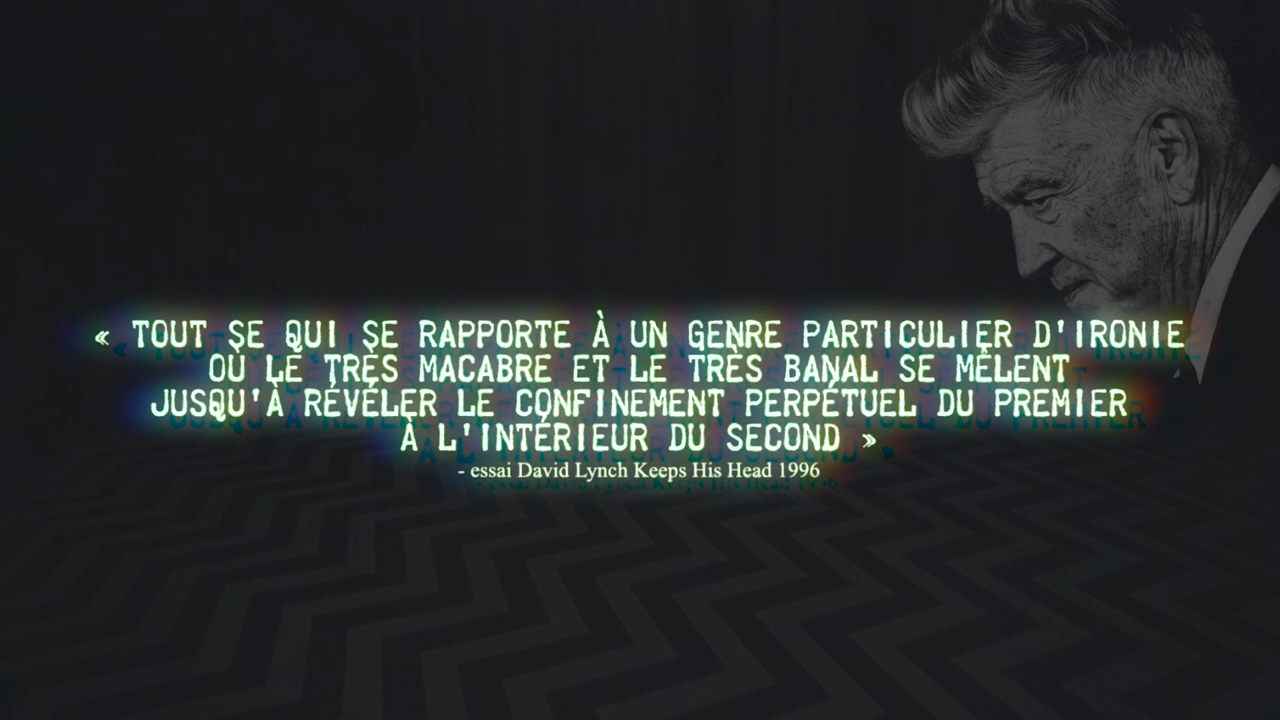 « TOUT SE QUI SE RAPPORTE À UN GENRE PARTICULIER D'IRONIE
OÙ LE TRÈS MACABRE ET LE TRÈS BANAL SE MÊLENT
JUSQU'À RÉVÉLER LE CONFINEMENT PERPÉTUEL DU PREMIER
À L'INTÉRIEUR DU SECOND »
- essai David Lynch Keeps His Head 1996